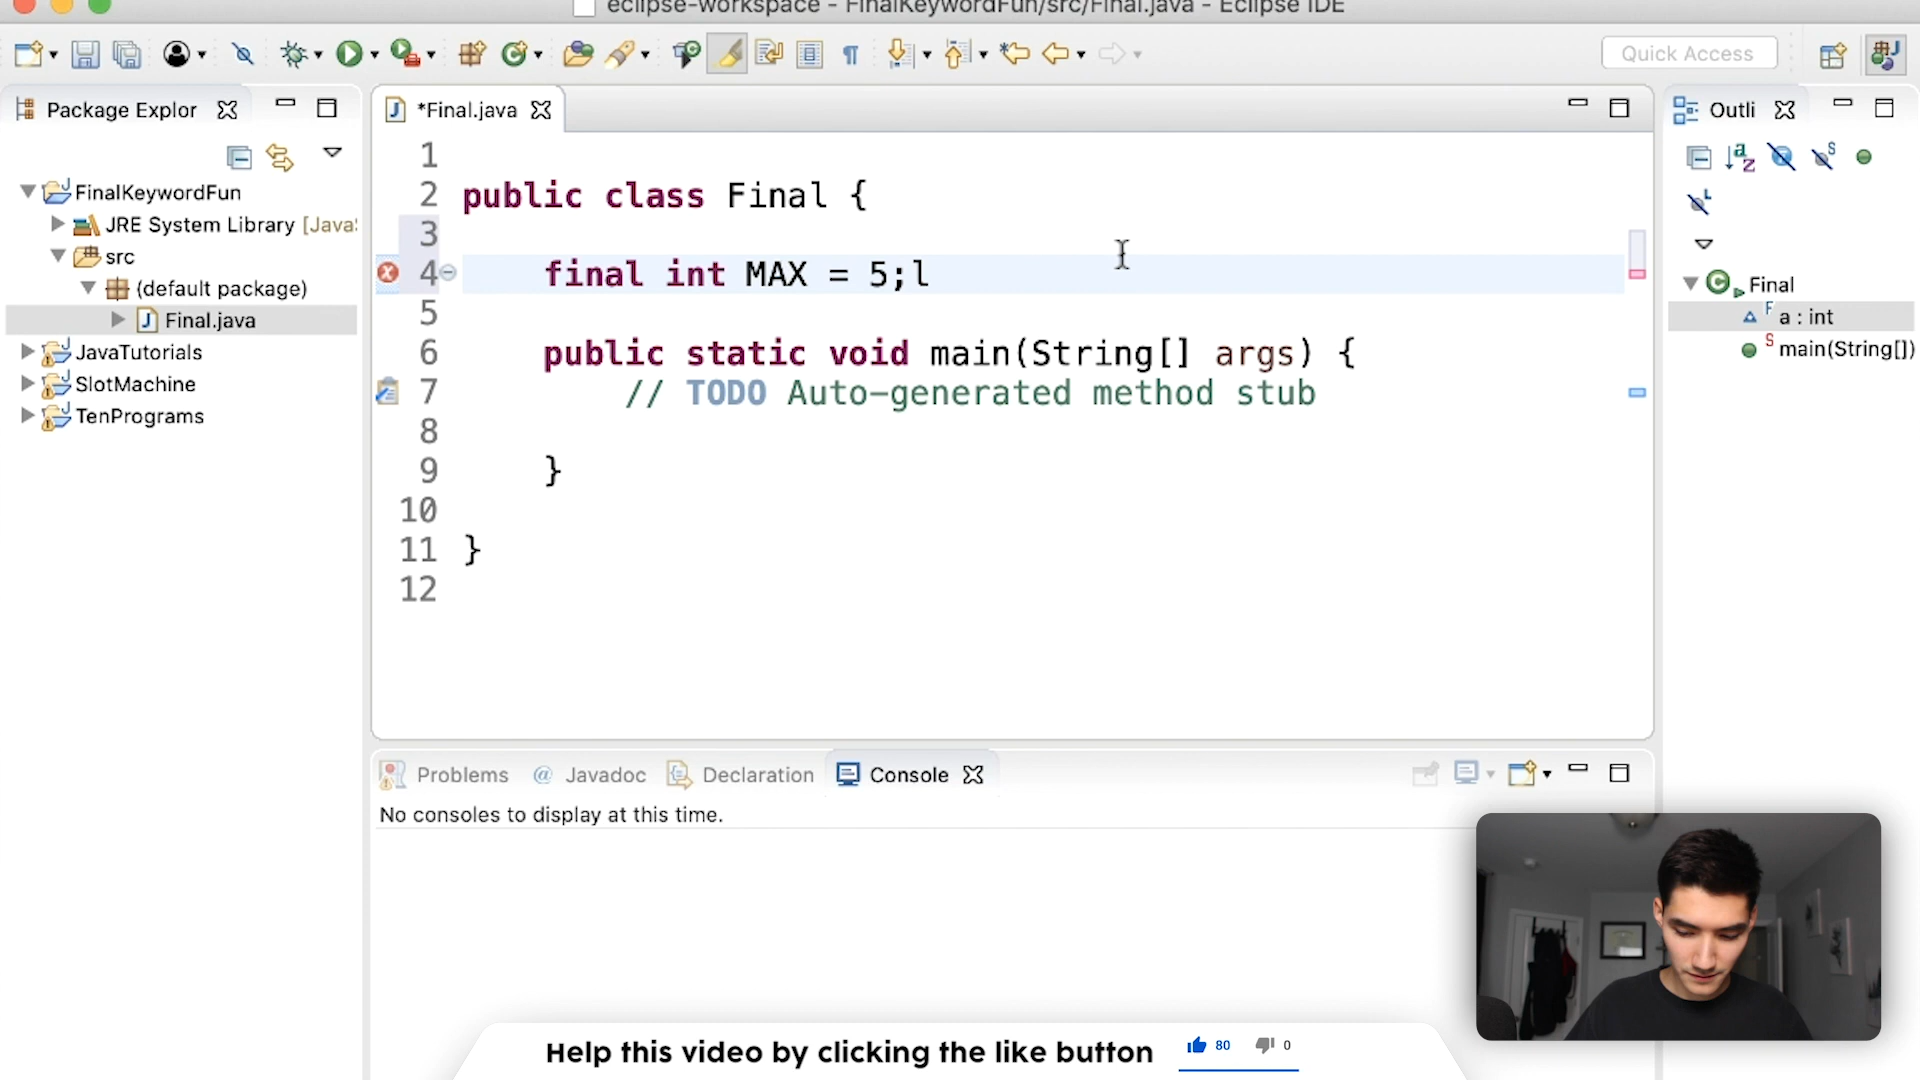 eclipse-workspace - FinalKeywordFun/src/Final.java - Eclipse IDE
Quick Access
Package Explor
*Final.java
Outli
FinalKeywordFun
JRE System Library [Java
src
(default package)
Final.java
JavaTutorials
SlotMachine
TenPrograms
1
2 public class Final {
3
4 final int MAX = 5;l
5
6 public static void main(String[] args) {
7 // TODO Auto-generated method stub
8
9 }
10
11 }
12
Final
a : int
main(String[])
Problems
Javadoc
Declaration
Console
No consoles to display at this time.
Help this video by clicking the like button
80
0